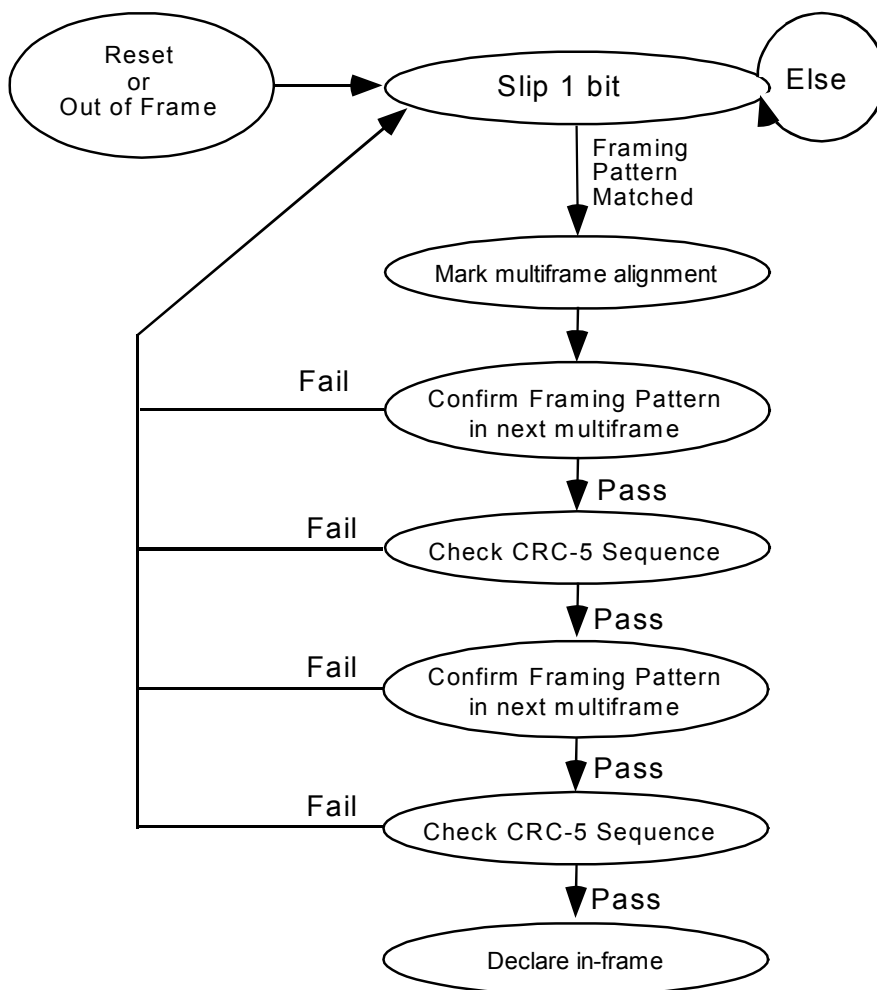 Reset
or
Out of Frame
Slip 1 bit
Else
Framing
Pattern
Matched
Mark multiframe alignment
Fail
Confirm Framing Pattern
in next multiframe
Pass
Fail
Check CRC-5 Sequence
Pass
Fail
Confirm Framing Pattern
in next multiframe
Pass
Fail
Check CRC-5 Sequence
Pass
Declare in-frame